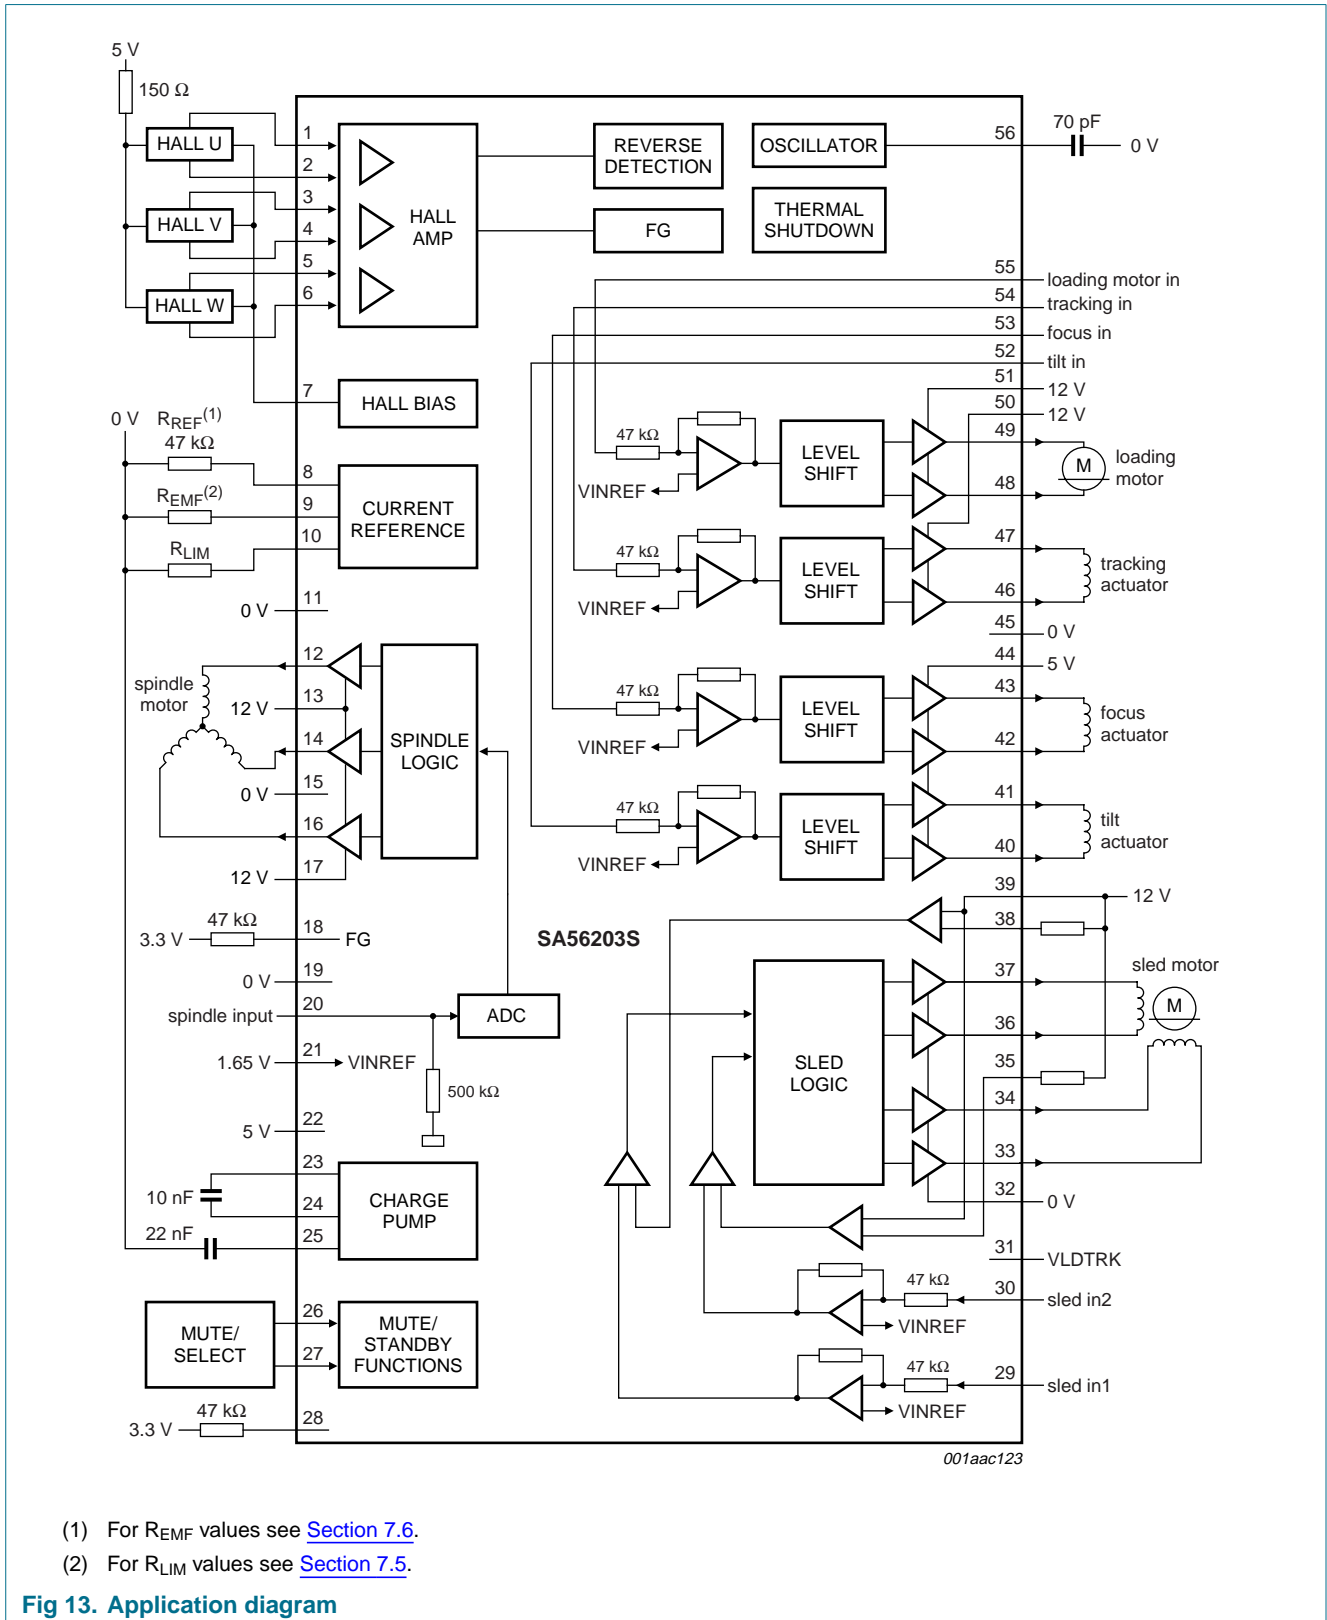 5 V
150 Ω
HALL U
HALL V
HALL W
1
2
3
4
5
6
HALL
AMP
REVERSE
DETECTION
FG
OSCILLATOR
THERMAL
SHUTDOWN
56
70 pF
0 V
55
loading motor in
54
tracking in
53
focus in
52
tilt in
51
12 V
50
12 V
7
HALL BIAS
0 V
RREF(1)
47 kΩ
8
REMF(2)
9
RLIM
10
CURRENT
REFERENCE
47 kΩ
VINREF
LEVEL
SHIFT
49
48
M
loading
motor
47 kΩ
VINREF
LEVEL
SHIFT
47
46
tracking
actuator
45
0 V
44
5 V
47 kΩ
VINREF
LEVEL
SHIFT
43
42
focus
actuator
47 kΩ
VINREF
LEVEL
SHIFT
41
40
tilt
actuator
0 V
11
spindle
motor
12
12 V
13
14
0 V
15
16
12 V
17
SPINDLE
LOGIC
3.3 V
47 kΩ
18
FG
0 V
19
spindle input
20
ADC
1.65 V
21
VINREF
500 kΩ
5 V
22
SA56203S
39
12 V
38
37
sled motor
M
36
35
34
33
32
0 V
SLED
LOGIC
31
VLDTRK
47 kΩ
30
sled in2
VINREF
47 kΩ
29
sled in1
VINREF
23
10 nF
24
22 nF
25
CHARGE
PUMP
MUTE/
SELECT
26
27
MUTE/
STANDBY
FUNCTIONS
3.3 V
47 kΩ
28
001aac123
(1) For REMF values see Section 7.6.
(2) For RLIM values see Section 7.5.
Fig 13. Application diagram